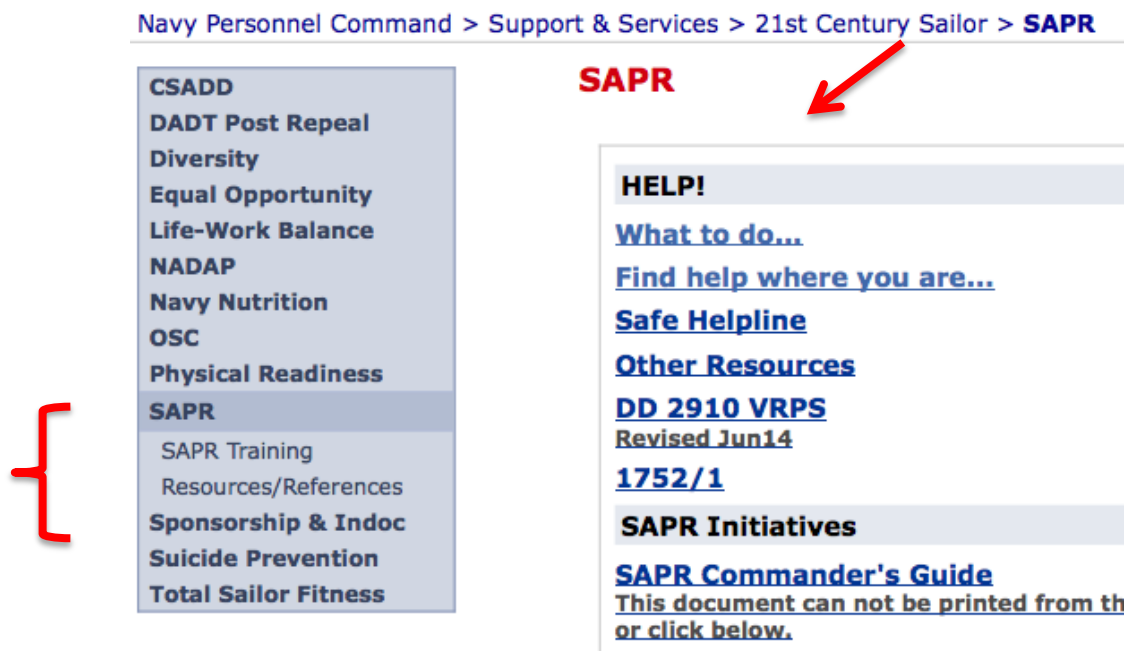 Navy Personnel Command > Support & Services > 21st Century Sailor > SAPR
CSADD
DADT Post Repeal
Diversity
Equal Opportunity
Life-Work Balance
NADAP
Navy Nutrition
OSC
Physical Readiness
SAPR
SAPR Training
Resources/References
Sponsorship & Indoc
Suicide Prevention
Total Sailor Fitness
SAPR
HELP!
What to do...
Find help where you are...
Safe Helpline
Other Resources
DD 2910 VRPS
Revised Jun14
1752/1
SAPR Initiatives
SAPR Commander's Guide
This document can not be printed from th
or click below.